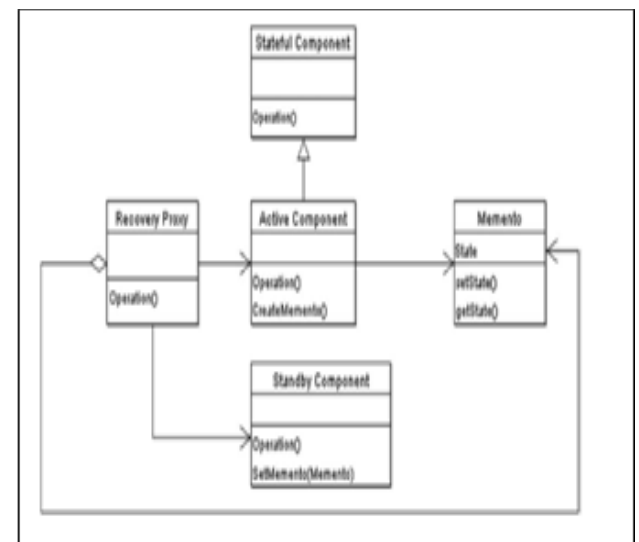 Stateful Component
Operation()
Recovery Proxy
Operation()
Active Component
Operation()
CreateMemento()
Memento
State
setState()
getState()
Standby Component
Operation()
SetMemento(Memento)